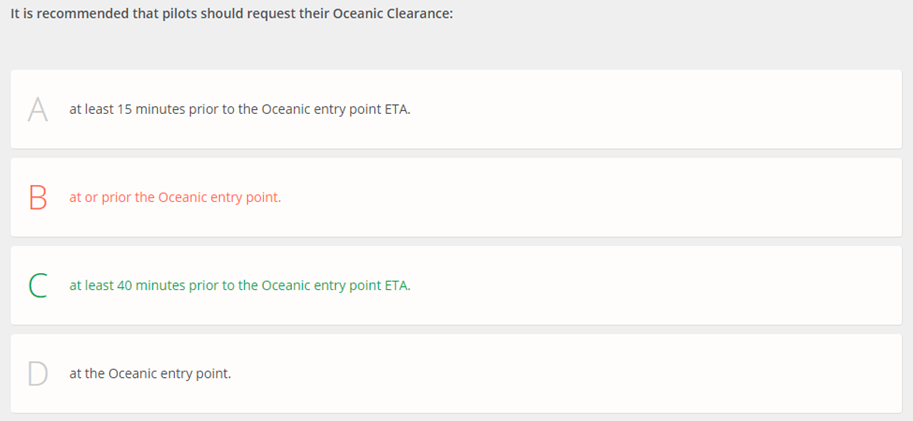 It is recommended that pilots should request their Oceanic Clearance:
A at least 15 minutes prior to the Oceanic entry point ETA.
B at or prior the Oceanic entry point.
C at least 40 minutes prior to the Oceanic entry point ETA.
D at the Oceanic entry point.